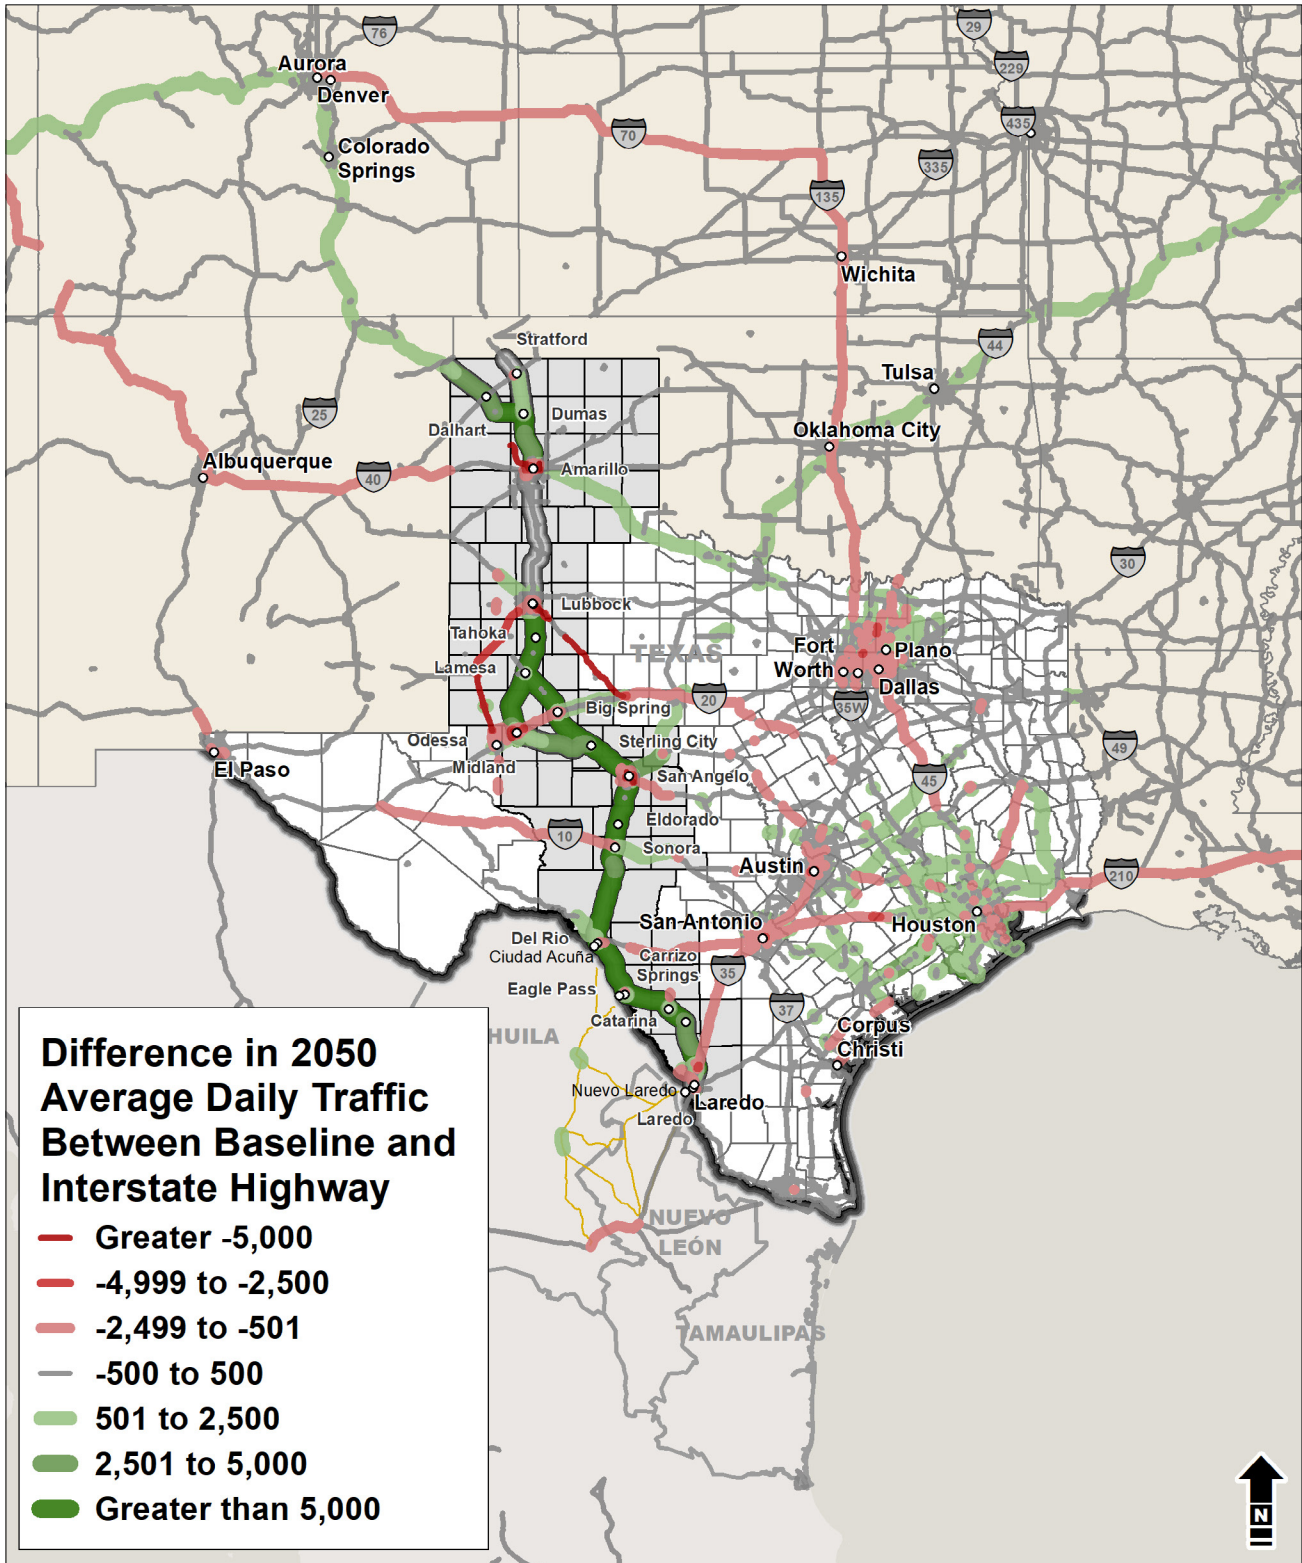 76
29
229
Aurora
Denver
435
70
Colorado
Springs
335
135
Wichita
Stratford
44
Tulsa
25
Dumas
Dalhart
Oklahoma City
Albuquerque
40
Amarillo
30
Lubbock
Tahoka
TEXAS
Fort
Worth
Plano
Lamesa
Dallas
20
Big Spring
35W
Odessa
Sterling City
49
El Paso
Midland
San Angelo
45
Eldorado
10
Sonora
Austin
210
San Antonio
Houston
Del Rio
Ciudad Acuña
Carrizo
Springs
35
Eagle Pass
37
Catarina
Corpus
Christi
HUILA
Nuevo Laredo
Laredo
Laredo
NUEVO
LEÓN
TAMAULIPAS
Difference in 2050
Average Daily Traffic
Between Baseline and
Interstate Highway
Greater -5,000
-4,999 to -2,500
-2,499 to -501
-500 to 500
501 to 2,500
2,501 to 5,000
Greater than 5,000
N